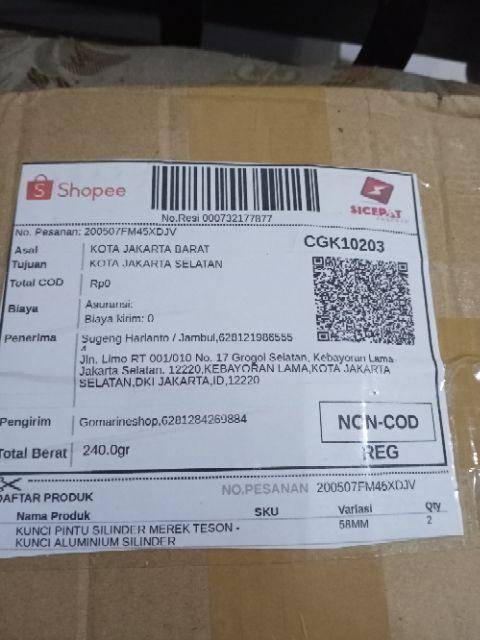 Shopee
SICEPAT
No.Resi 000732177877
No. Pesanan: 200507FM45XDJV
CGK10203
Asal KOTA JAKARTA BARAT
Tujuan KOTA JAKARTA SELATAN
Total COD Rp0
Biaya Asuransi:
Biaya kirim: 0
Penerima Sugeng Harianto / Jambul,628121986555
4
Jln. Limo RT 001/010 No. 17 Grogol Selatan, Kebayoran Lama
Jakarta Selatan. 12220,KEBAYORAN LAMA,KOTA JAKARTA
SELATAN,DKI JAKARTA,ID,12220
Pengirim Gomarineshop,6281284269884
NON-COD
Total Berat 240.0gr
REG
NO.PESANAN 200507FM45XDJV
DAFTAR PRODUK
Nama Produk SKU Variasi Qty
KUNCI PINTU SILINDER MEREK TESON - 58MM 2
KUNCI ALUMINIUM SILINDER